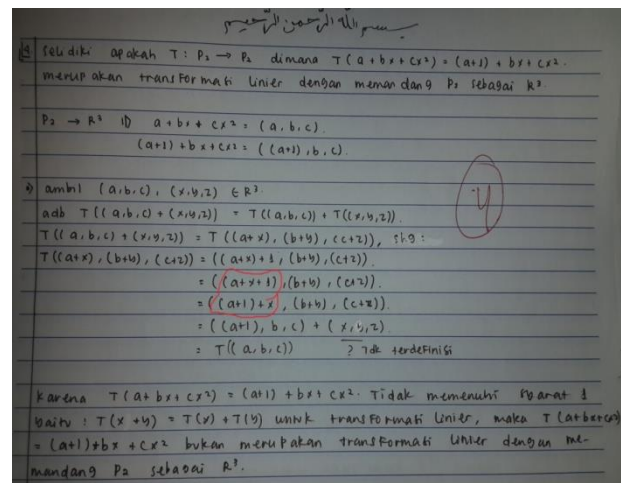 بسم الله الرحمن الرحيم
Selidiki apakah T : P₂ → P₂ dimana T(a+bx+cx²) = (a+1) + bx + cx².
merupakan transformasi linier dengan memandang P₂ sebagai R³.
P₂ → R³ a+bx+cx² = (a,b,c).
(a+1)+bx+cx² = ((a+1),b,c).
ambil (a,b,c), (x,y,z) ∈ R³.
adb T((a,b,c) + (x,y,z)) = T((a,b,c)) + T((x,y,z)).
T((a,b,c) + (x,y,z)) = T((a+x), (b+y), (c+z)), shg :
T((a+x), (b+y), (c+z)) = ((a+x)+1, (b+y), (c+z)).
= ((a+x+1), (b+y), (c+z)).
= ((a+1)+x, (b+y), (c+z)).
= ((a+1), b, c) + (x,y,z).
= T((a,b,c)) ? Tdk terdefinisi
karena T(a+bx+cx²) = (a+1) + bx + cx². Tidak memenuhi syarat 1
yaitu : T(x+y) = T(x) + T(y) untuk transformasi linier, maka T(a+bx+cx²)
= (a+1)+bx + cx² bukan merupakan transformasi linier dengan me-
mandang P₂ sebagai R³.